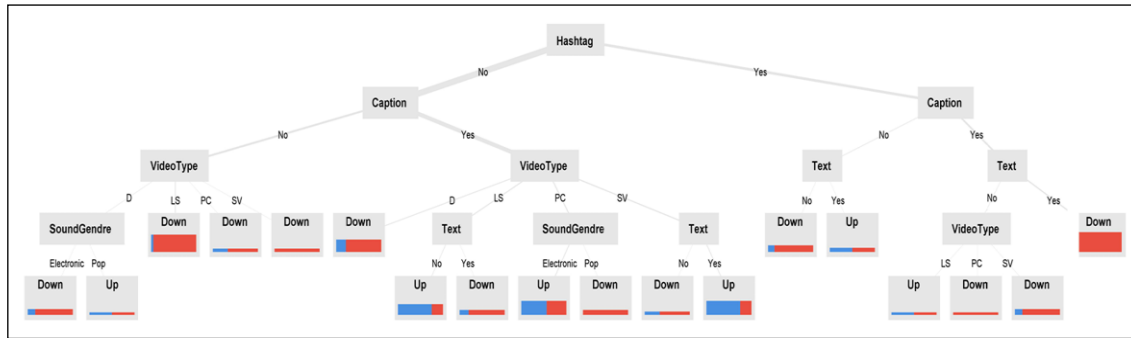 Hashtag
No
Yes
Caption
Caption
No
Yes
No
Yes
VideoType
VideoType
Text
Text
D
LS
PC
SV
D
LS
PC
SV
No
Yes
No
Yes
SoundGendre
Down
Down
Down
Down
Text
SoundGendre
Text
Down
Up
VideoType
Down
Electronic
Pop
No
Yes
Electronic
Pop
No
Yes
LS
PC
SV
Down
Up
Up
Down
Up
Down
Down
Up
Up
Down
Down